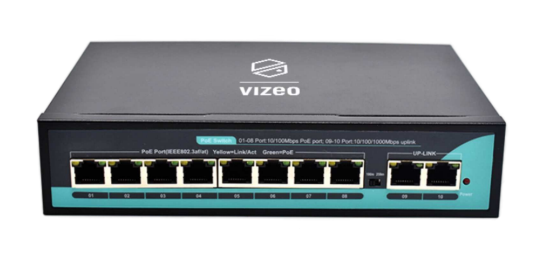 VIZEO
PoE Switch 01-08 Port 10/100Mbps PoE port; 09-10 Port 10/100/1000Mbps uplink
PoE Port(IEEE802.3af/at) Yellow=Link/Act Green=PoE UP-LINK
01 02 03 04 05 06 07 08 09 10
Power